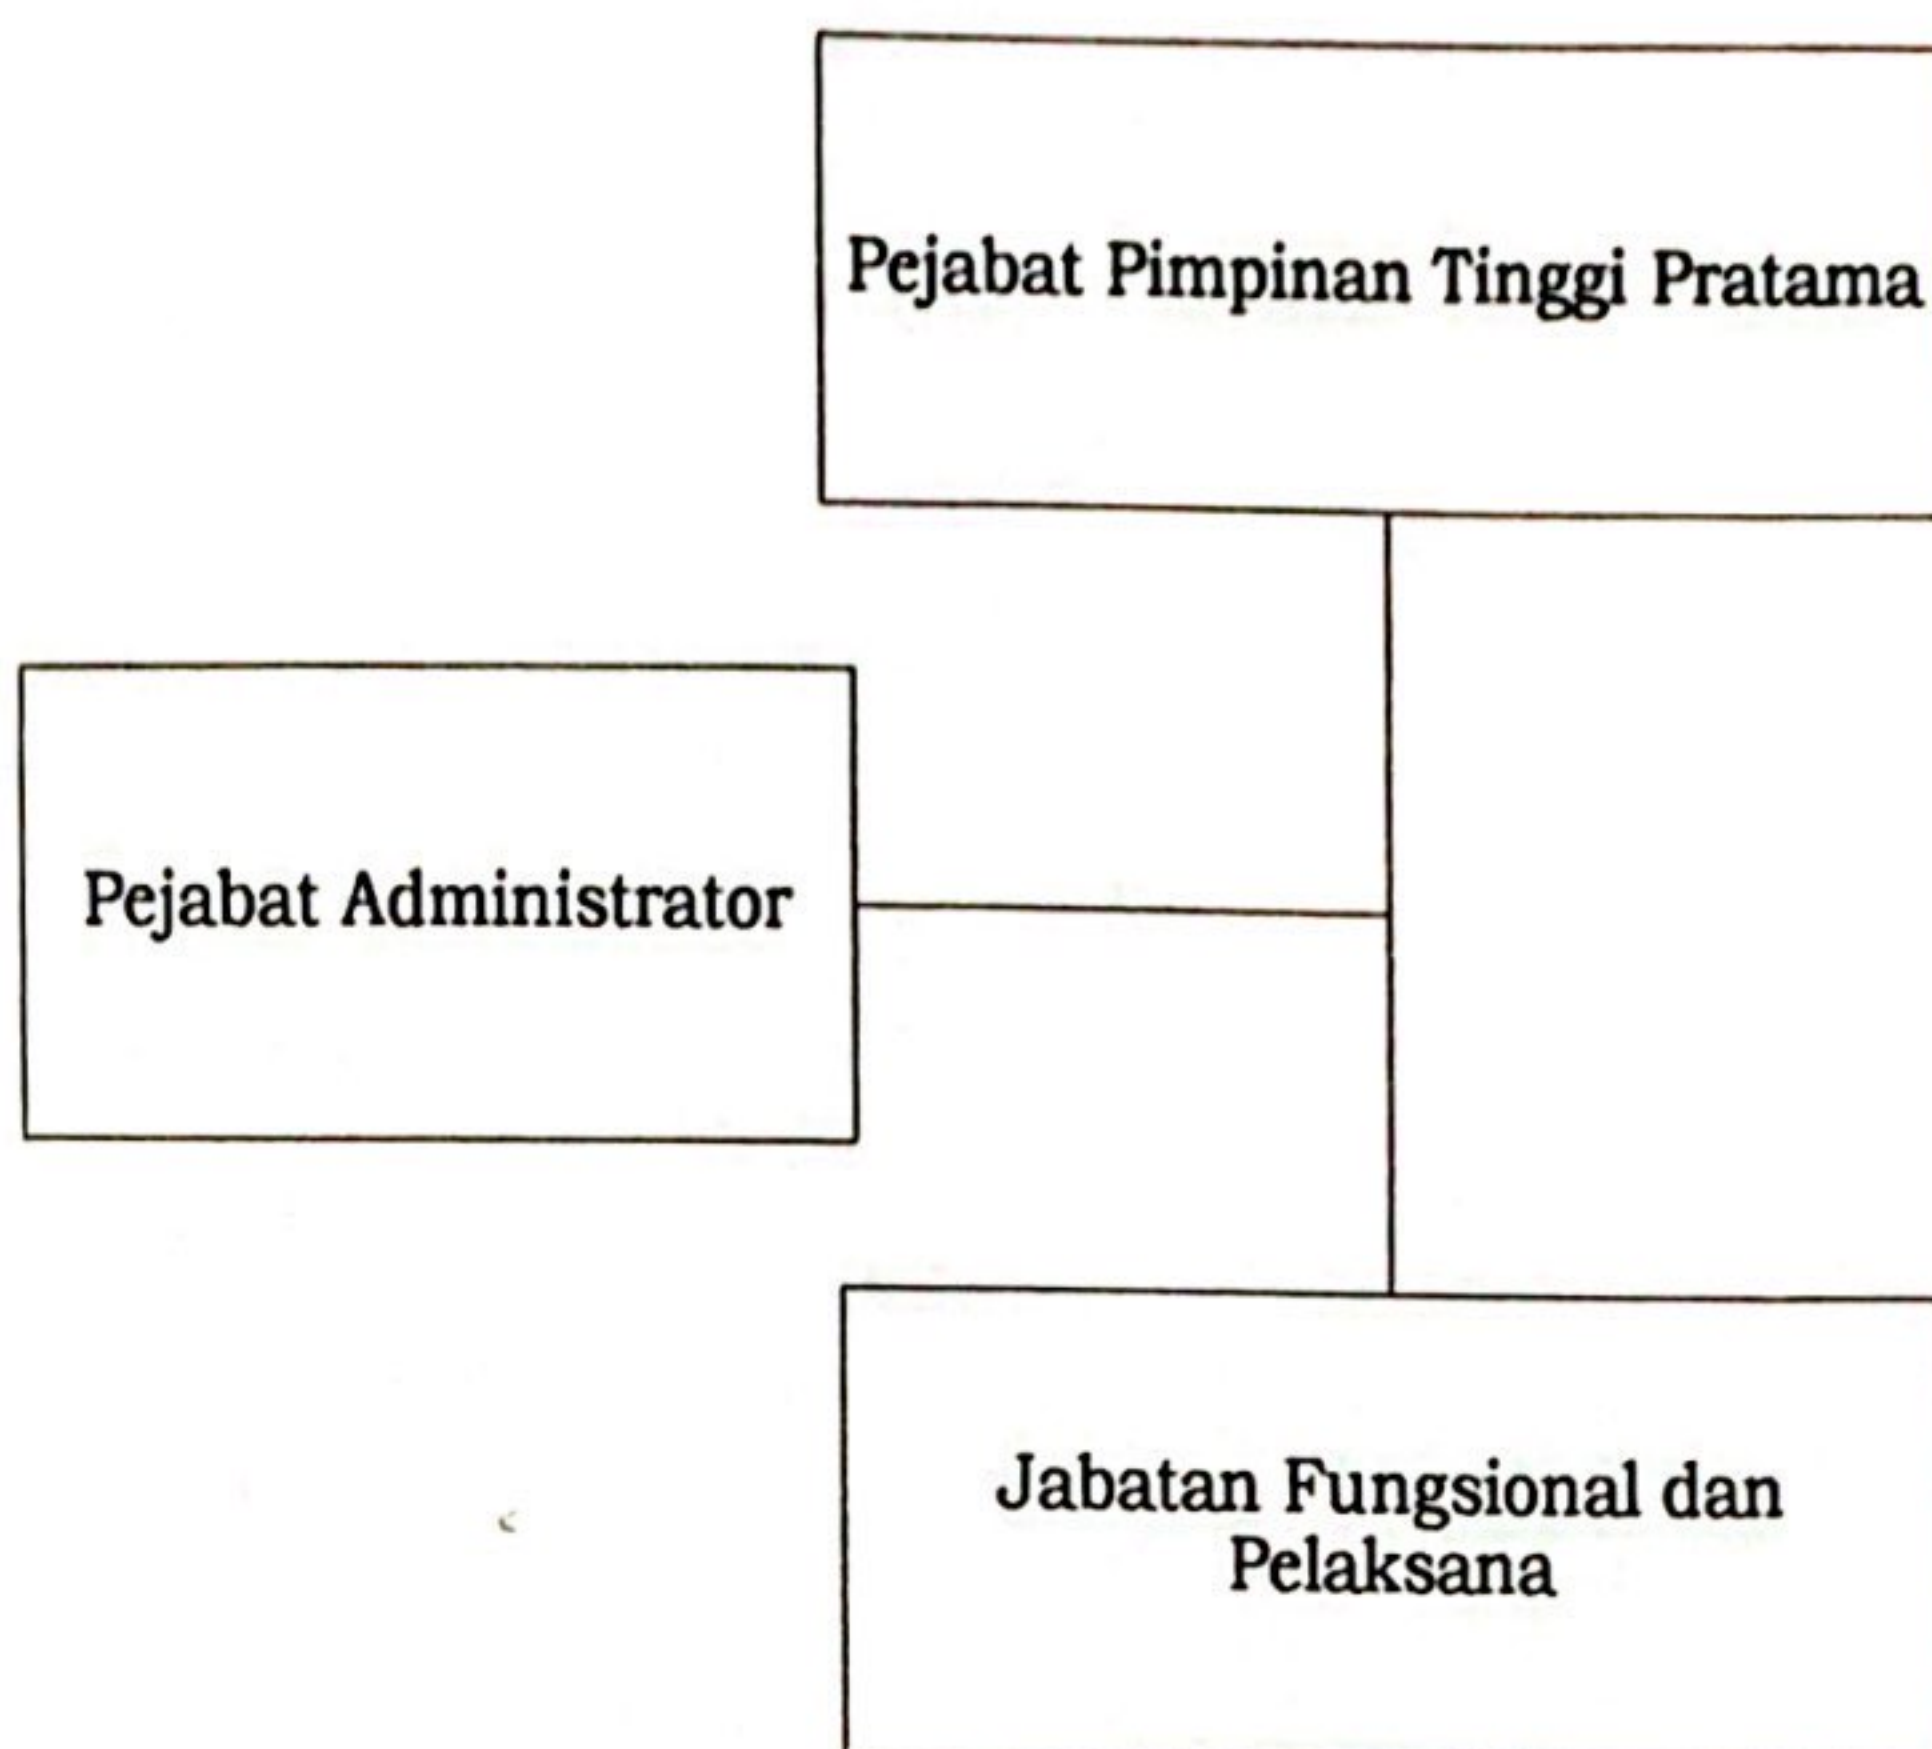 Pejabat Pimpinan Tinggi Pratama
Pejabat Administrator
Jabatan Fungsional dan
Pelaksana